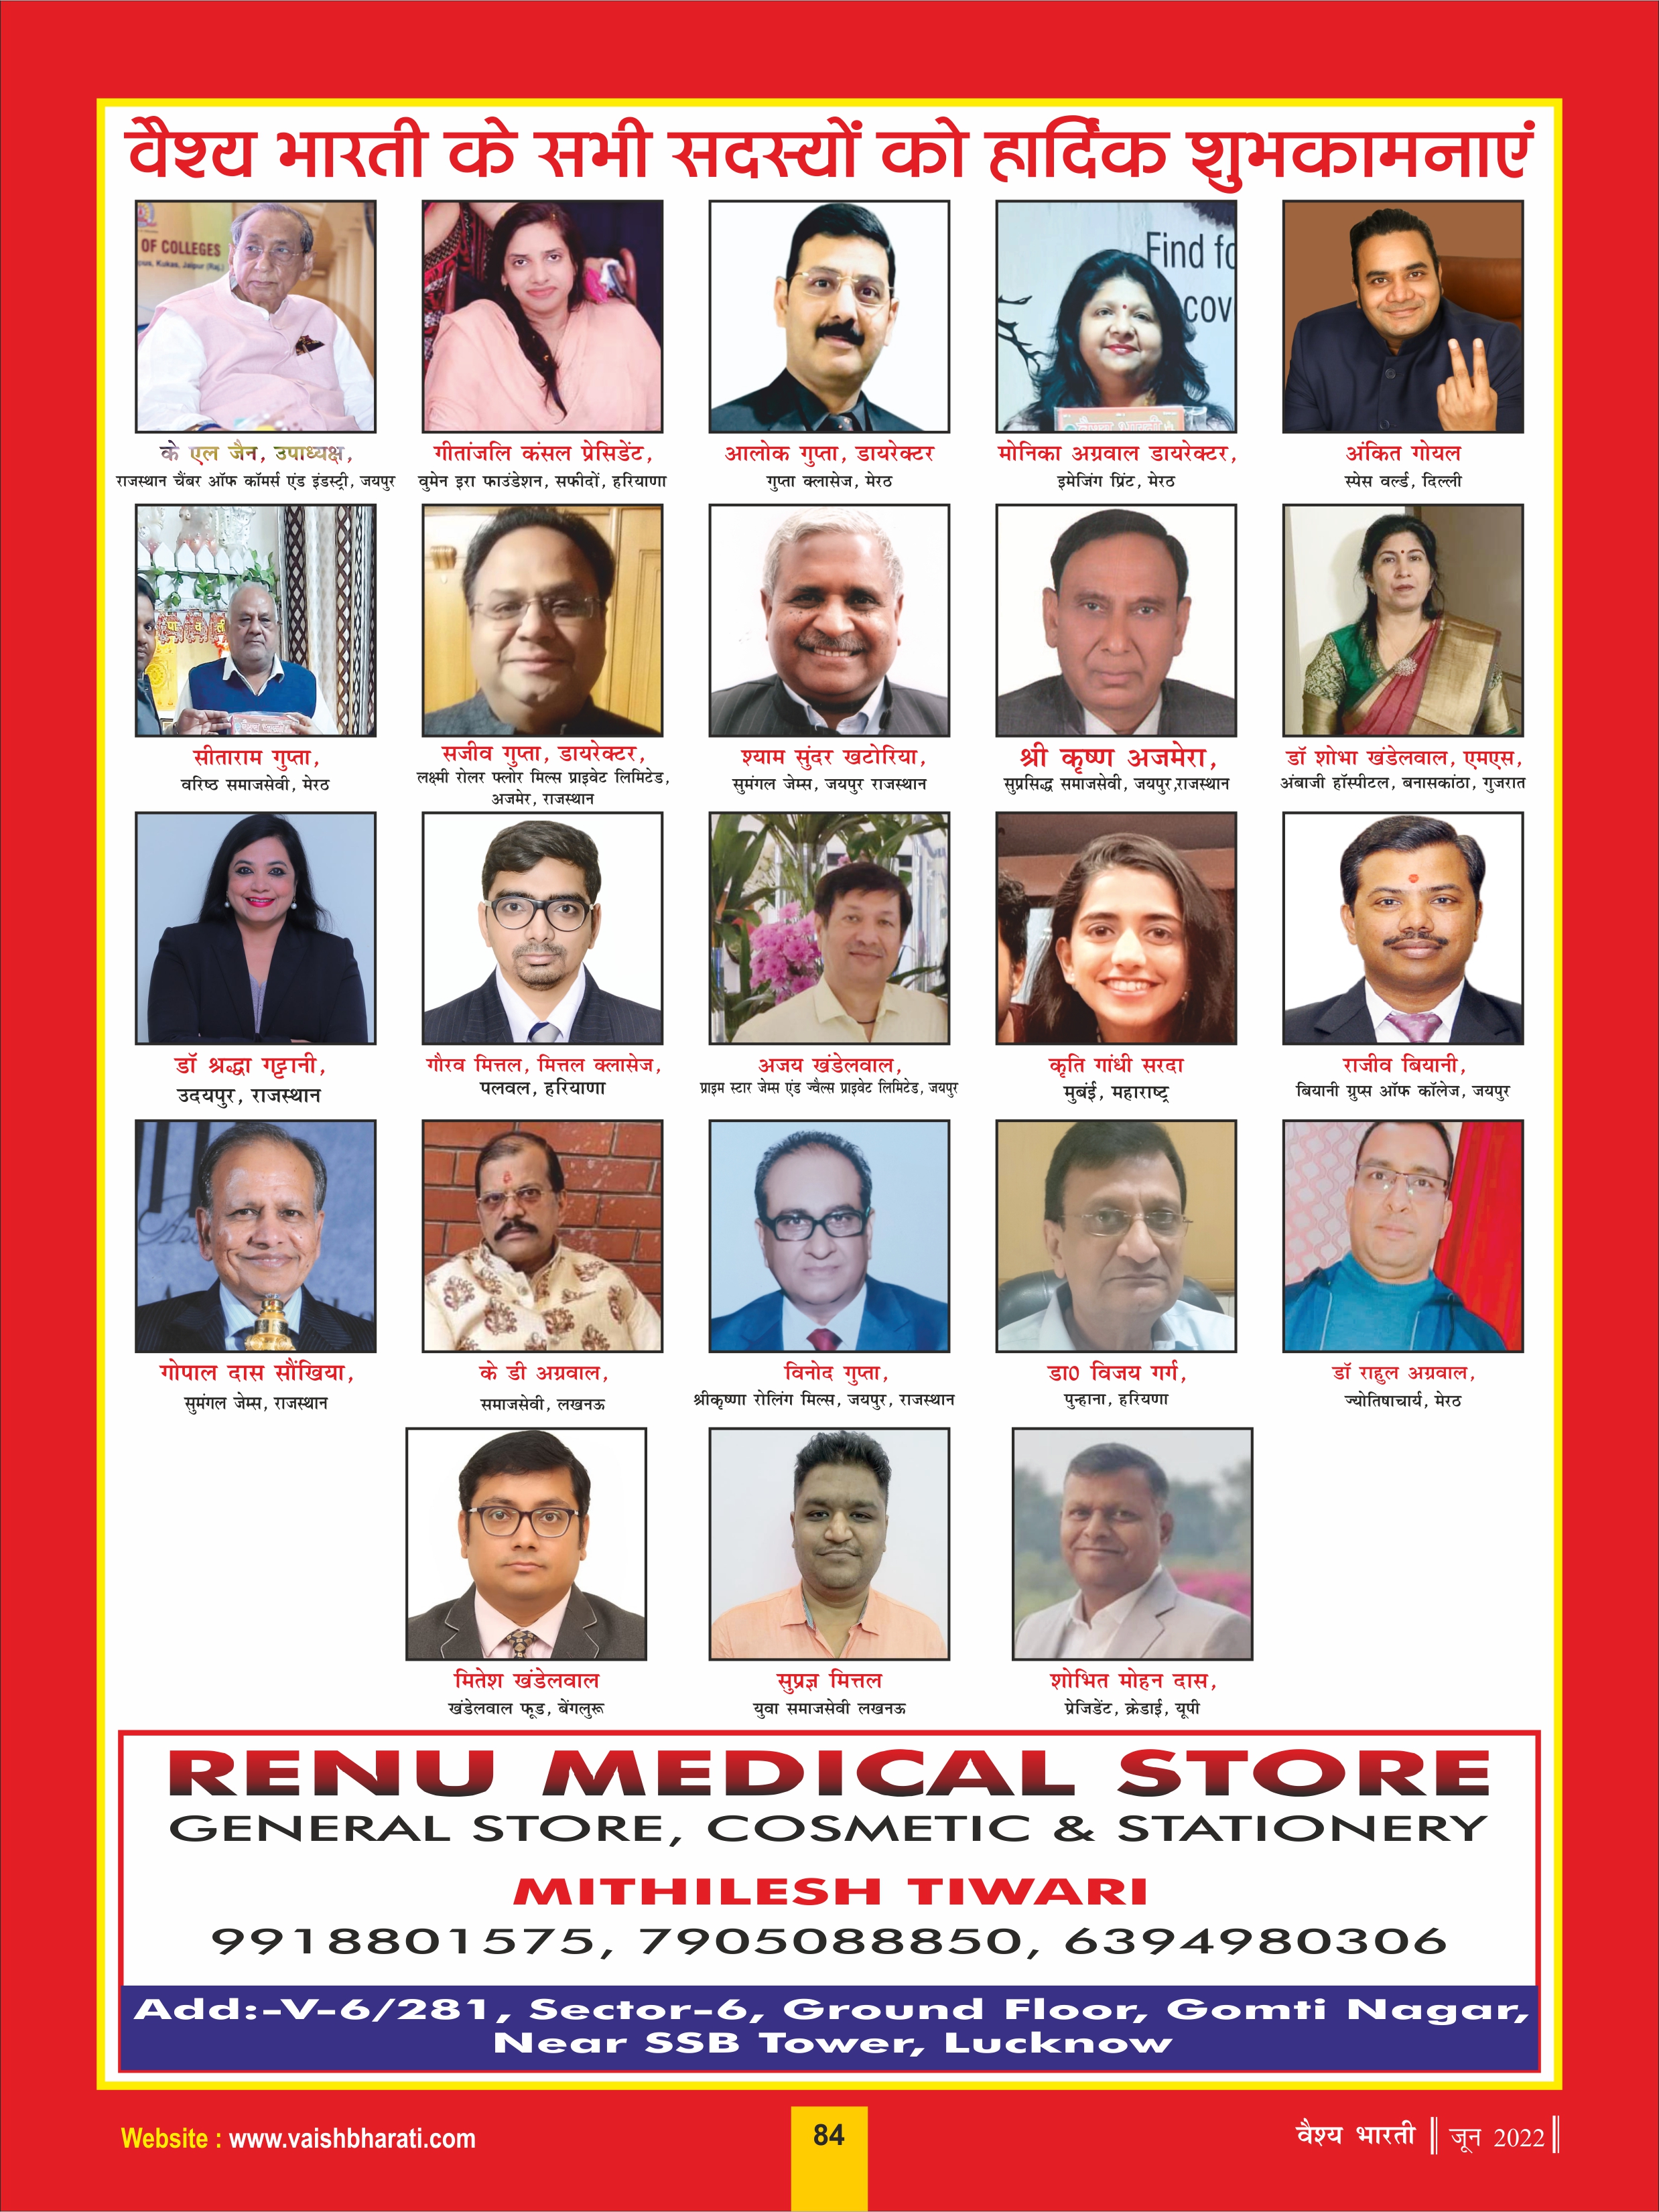 वैश्य भारती के सभी सदस्यों को हार्दिक शुभकामनाएं
OF COLLEGES
pus, Kukas, Jaipur (Raj.)
Find fo
cov
के एल जैन, उपाध्यक्ष,
राजस्थान चैंबर ऑफ कॉमर्स एंड इंडस्ट्री, जयपुर
गीतांजलि कंसल प्रेसिडेंट,
वुमेन इरा फाउंडेशन, सफीदों, हरियाणा
आलोक गुप्ता, डायरेक्टर
गुप्ता क्लासेज, मेरठ
मोनिका अग्रवाल डायरेक्टर,
इमेजिंग प्रिंट, मेरठ
अंकित गोयल
स्पेस वर्ल्ड, दिल्ली
पा व ली
सीताराम गुप्ता,
वरिष्ठ समाजसेवी, मेरठ
सजीव गुप्ता, डायरेक्टर,
लक्ष्मी रोलर फ्लोर मिल्स प्राइवेट लिमिटेड,
अजमेर, राजस्थान
श्याम सुंदर खटोरिया,
सुमंगल जेम्स, जयपुर राजस्थान
श्री कृष्ण अजमेरा,
सुप्रसिद्ध समाजसेवी, जयपुर,राजस्थान
डॉ शोभा खंडेलवाल, एमएस,
अंबाजी हॉस्पीटल, बनासकांठा, गुजरात
डॉ श्रद्धा गट्टानी,
उदयपुर, राजस्थान
गौरव मित्तल, मित्तल क्लासेज,
पलवल, हरियाणा
अजय खंडेलवाल,
प्राइम स्टार जेम्स एंड ज्वैल्स प्राइवेट लिमिटेड, जयपुर
कृति गांधी सरदा
मुबंई, महाराष्ट्र
राजीव बियानी,
बियानी ग्रुप्स ऑफ कॉलेज, जयपुर
गोपाल दास सौंखिया,
सुमंगल जेम्स, राजस्थान
के डी अग्रवाल,
समाजसेवी, लखनऊ
विनोद गुप्ता,
श्रीकृष्णा रोलिंग मिल्स, जयपुर, राजस्थान
डा0 विजय गर्ग,
पुन्हाना, हरियणा
डॉ राहुल अग्रवाल,
ज्योतिषाचार्य, मेरठ
मितेश खंडेलवाल
खंडेलवाल फूड, बेंगलुरू
सुप्रज्ञ मित्तल
युवा समाजसेवी लखनऊ
शोभित मोहन दास,
प्रेजिडेंट, क्रेडाई, यूपी
RENU MEDICAL STORE
GENERAL STORE, COSMETIC & STATIONERY
MITHILESH TIWARI
9918801575, 7905088850, 6394980306
Add:-V-6/281, Sector-6, Ground Floor, Gomti Nagar,
Near SSB Tower, Lucknow
Website : www.vaishbharati.com
84
वैश्य भारती || जून 2022 ||